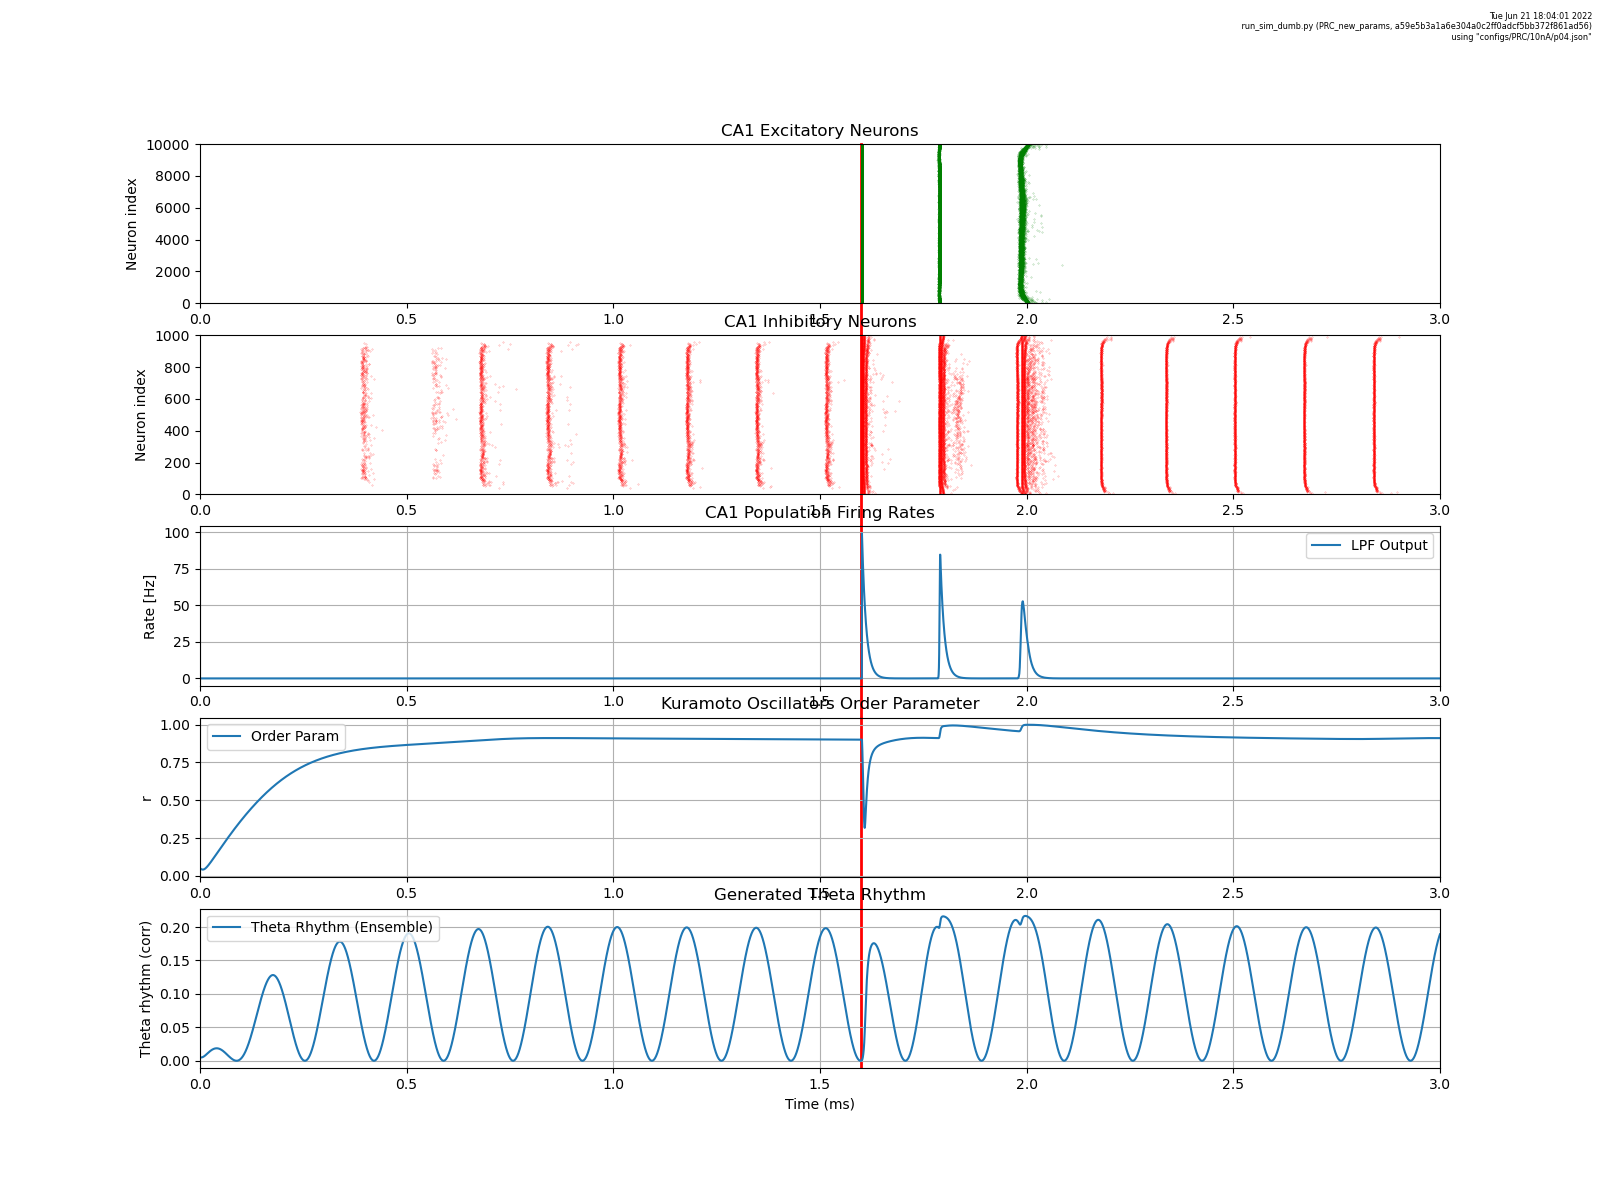 Tue Jun 21 18:04:01 2022
run_sim_dumb.py (PRC_new_params, a59e5b3a1a6e304a0c2ff0adcf5bb372f861ad56)
using "configs/PRC/10nA/p04.json"
CA1 Excitatory Neurons
10000
8000
6000
4000
2000
0
Neuron index
0.0 0.5 1.0 1.5 2.0 2.5 3.0
CA1 Inhibitory Neurons
1000
800
600
400
200
0
Neuron index
0.0 0.5 1.0 1.5 2.0 2.5 3.0
CA1 Population Firing Rates
100
75
50
25
0
Rate [Hz]
LPF Output
0.0 0.5 1.0 1.5 2.0 2.5 3.0
Kuramoto Oscillators Order Parameter
1.00
0.75
0.50
0.25
0.00
r
Order Param
0.0 0.5 1.0 1.5 2.0 2.5 3.0
Generated Theta Rhythm
0.20
0.15
0.10
0.05
0.00
Theta rhythm (corr)
Theta Rhythm (Ensemble)
0.0 0.5 1.0 1.5 2.0 2.5 3.0
Time (ms)